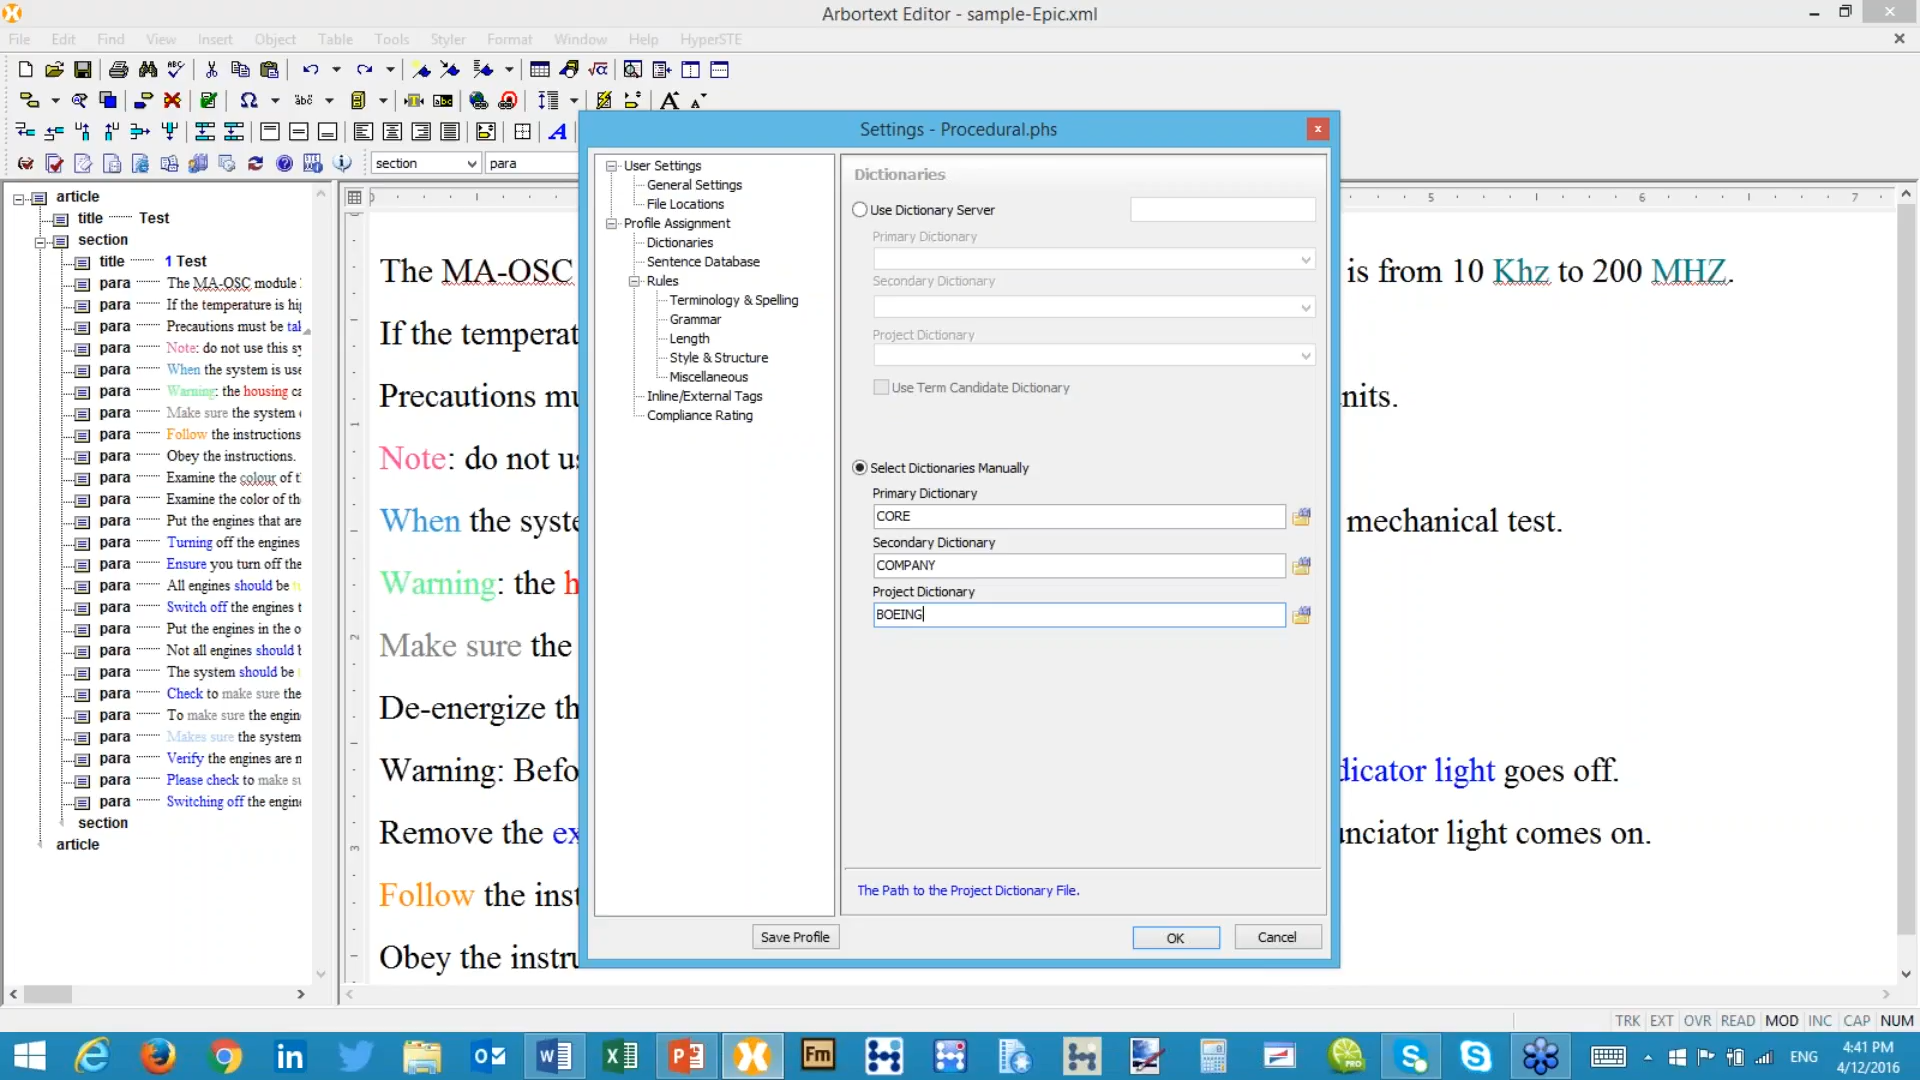 Arbortext Editor - sample-Epic.xml
File Edit Find View Insert Object Table Tools Styler Format Window Help HyperSTE
section para
article
title Test
section
title 1 Test
para The MA-OSC module
para If the temperature is hig
para Precautions must be tak
para Note: do not use this sy
para When the system is use
para Warning: the housing ca
para Make sure the system
para Follow the instructions
para Obey the instructions.
para Examine the colour of t
para Examine the color of the
para Put the engines that are
para Turning off the engines
para Ensure you turn off the
para All engines should be
para Switch off the engines t
para Put the engines in the o
para Not all engines should b
para The system should be
para Check to make sure the
para To make sure the engin
para Makes sure the system
para Verify the engines are n
para Please check to make su
para Switching off the engine
section
article
The MA-OSC is from 10 Khz to 200 MHZ.
If the temperat
Precautions mu nits.
Note: do not us
When the syste mechanical test.
Warning: the h
Make sure the
De-energize th
Warning: Befo dicator light goes off.
Remove the ex unciator light comes on.
Follow the inst
Obey the instru
5 6 7
1
2
3
Settings - Procedural.phs
User Settings
General Settings
File Locations
Profile Assignment
Dictionaries
Sentence Database
Rules
Terminology & Spelling
Grammar
Length
Style & Structure
Miscellaneous
Inline/External Tags
Compliance Rating
Dictionaries
Use Dictionary Server
Primary Dictionary
Secondary Dictionary
Project Dictionary
Use Term Candidate Dictionary
Select Dictionaries Manually
Primary Dictionary
CORE
Secondary Dictionary
COMPANY
Project Dictionary
BOEING
The Path to the Project Dictionary File.
Save Profile OK Cancel
TRK EXT OVR READ MOD INC CAP NUM
ENG
4:41 PM
4/12/2016